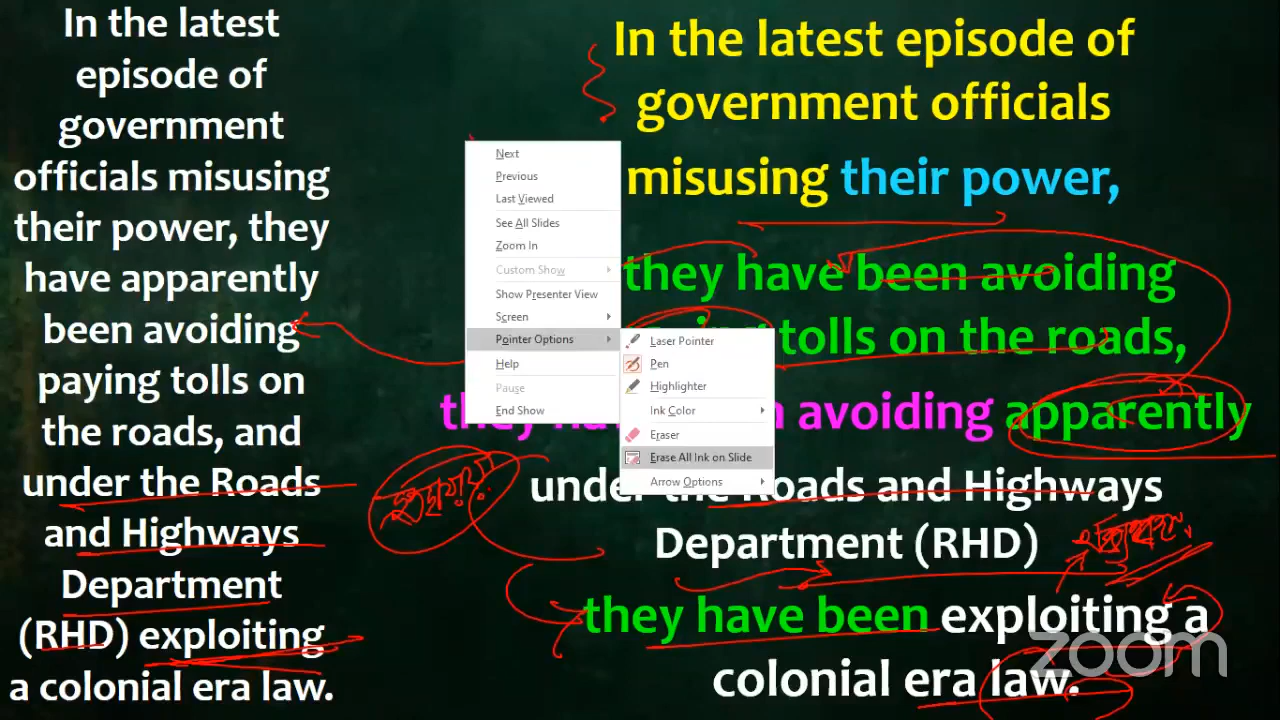 In the latest
episode of
government
officials misusing
their power, they
have apparently
been avoiding
paying tolls on
the roads, and
under the Roads
and Highways
Department
(RHD) exploiting
a colonial era law.
In the latest episode of
government officials
misusing their power,
they have been avoiding
tolls on the roads,
avoiding apparently
under the Roads and Highways
Department (RHD)
they have been exploiting a
colonial era law.
Next
Previous
Last Viewed
See All Slides
Zoom In
Custom Show
Show Presenter View
Screen
Pointer Options
Help
Pause
End Show
Laser Pointer
Pen
Highlighter
Ink Color
Eraser
Erase All Ink on Slide
Arrow Options
zoom